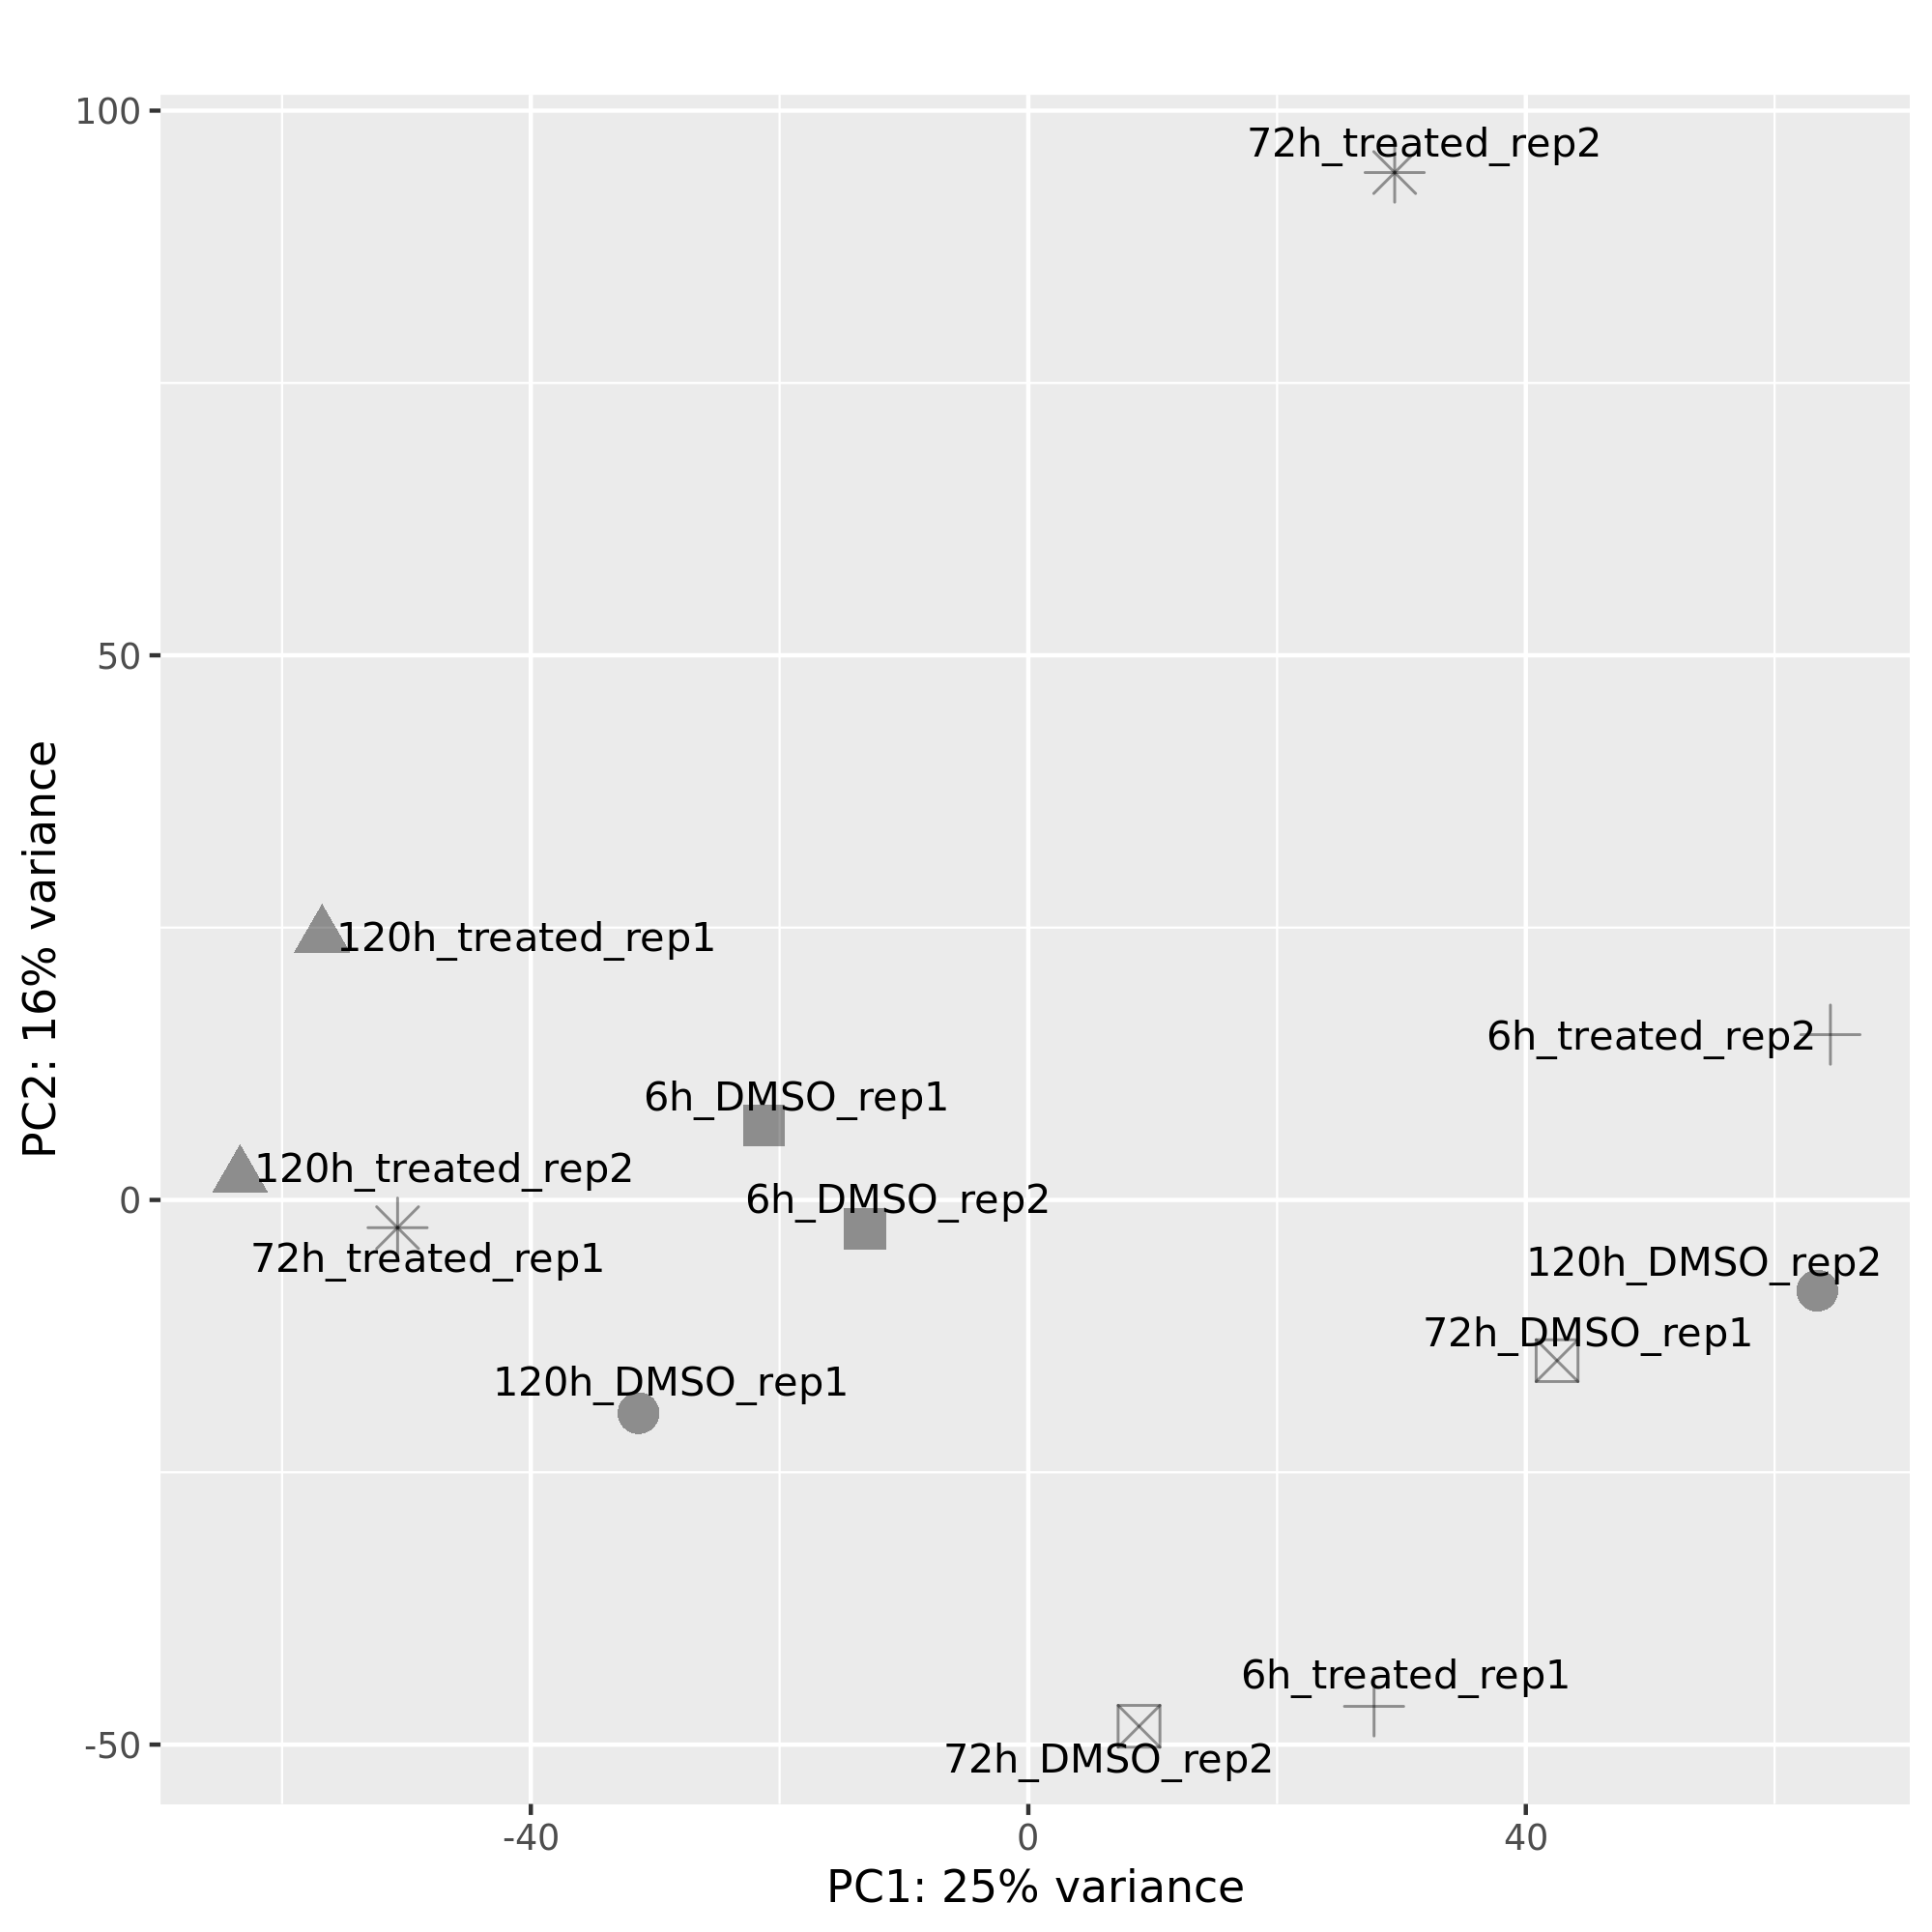 100
72h_treated_rep2
50
120h_treated_rep1
6h_treated_rep2
6h_DMSO_rep1
120h_treated_rep2
0
6h_DMSO_rep2
72h_treated_rep1
120h_DMSO_rep2
72h_DMSO_rep1
120h_DMSO_rep1
6h_treated_rep1
-50
72h_DMSO_rep2
-40
0
40
PC1: 25% variance
PC2: 16% variance